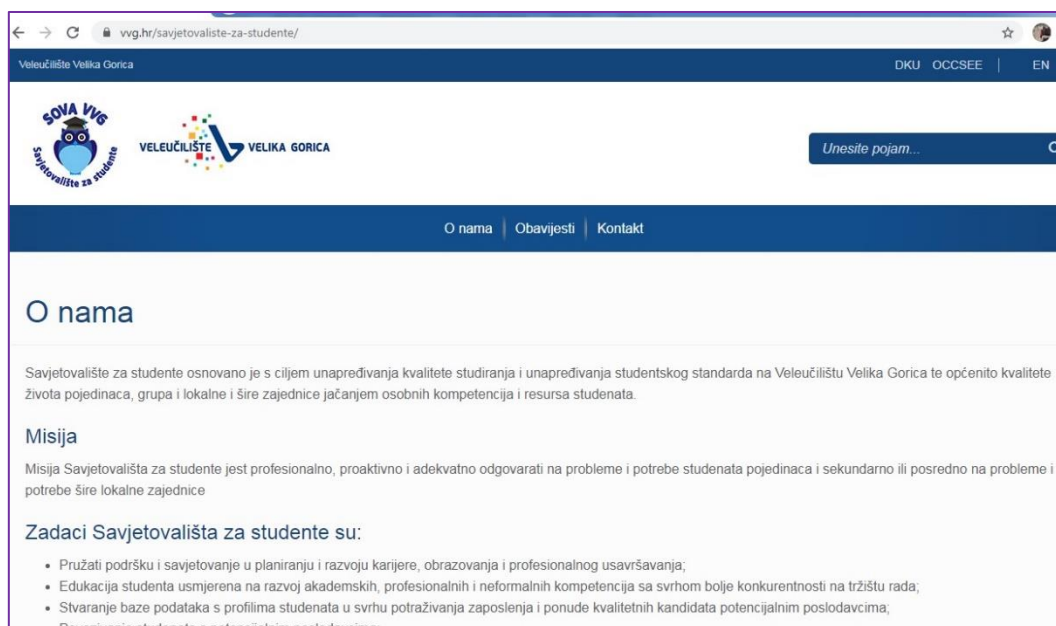 vvg.hr/savjetovaliste-za-studente/
Veleučilište Velika Gorica
DKU OCCSEE | EN
SOVA VVG
Savjetovalište za studente
VELEUČILIŠTE VELIKA GORICA
Unesite pojam...
O nama | Obavijesti | Kontakt
O nama
Savjetovalište za studente osnovano je s ciljem unapređivanja kvalitete studiranja i unapređivanja studentskog standarda na Veleučilištu Velika Gorica te općenito kvalitete
života pojedinaca, grupa i lokalne i šire zajednice jačanjem osobnih kompetencija i resursa studenata.
Misija
Misija Savjetovališta za studente jest profesionalno, proaktivno i adekvatno odgovarati na probleme i potrebe studenata pojedinaca i sekundarno ili posredno na probleme i
potrebe šire lokalne zajednice
Zadaci Savjetovališta za studente su:
• Pružati podršku i savjetovanje u planiranju i razvoju karijere, obrazovanja i profesionalnog usavršavanja;
• Edukacija studenta usmjerena na razvoj akademskih, profesionalnih i neformalnih kompetencija sa svrhom bolje konkurentnosti na tržištu rada;
• Stvaranje baze podataka s profilima studenata u svrhu potraživanja zaposlenja i ponude kvalitetnih kandidata potencijalnim poslodavcima;